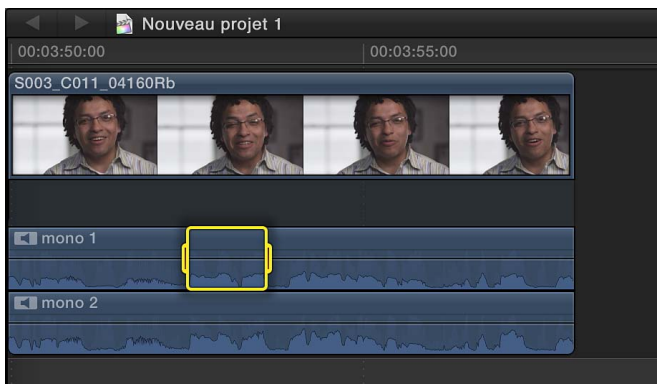 Nouveau projet 1
00:03:50:00
00:03:55:00
S003_C011_04160Rb
mono 1
mono 2